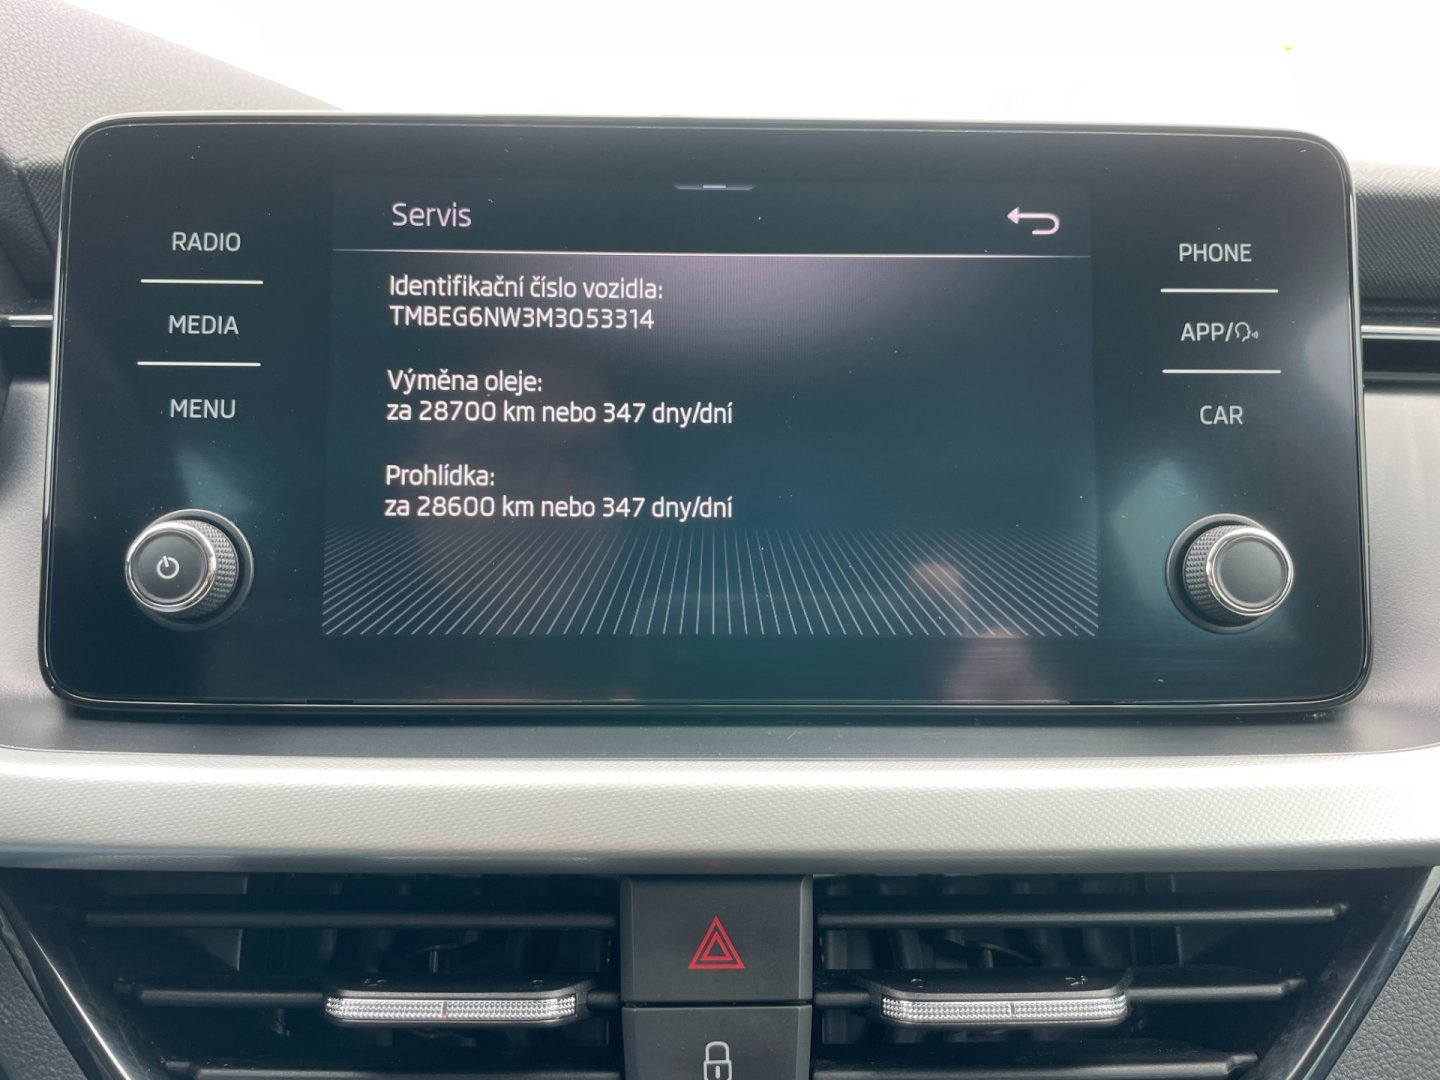 Servis
RADIO
MEDIA
MENU
Identifikační číslo vozidla:
TMBEG6NW3M3053314
Výměna oleje:
za 28700 km nebo 347 dny/dní
Prohlídka:
za 28600 km nebo 347 dny/dní
PHONE
APP/
CAR